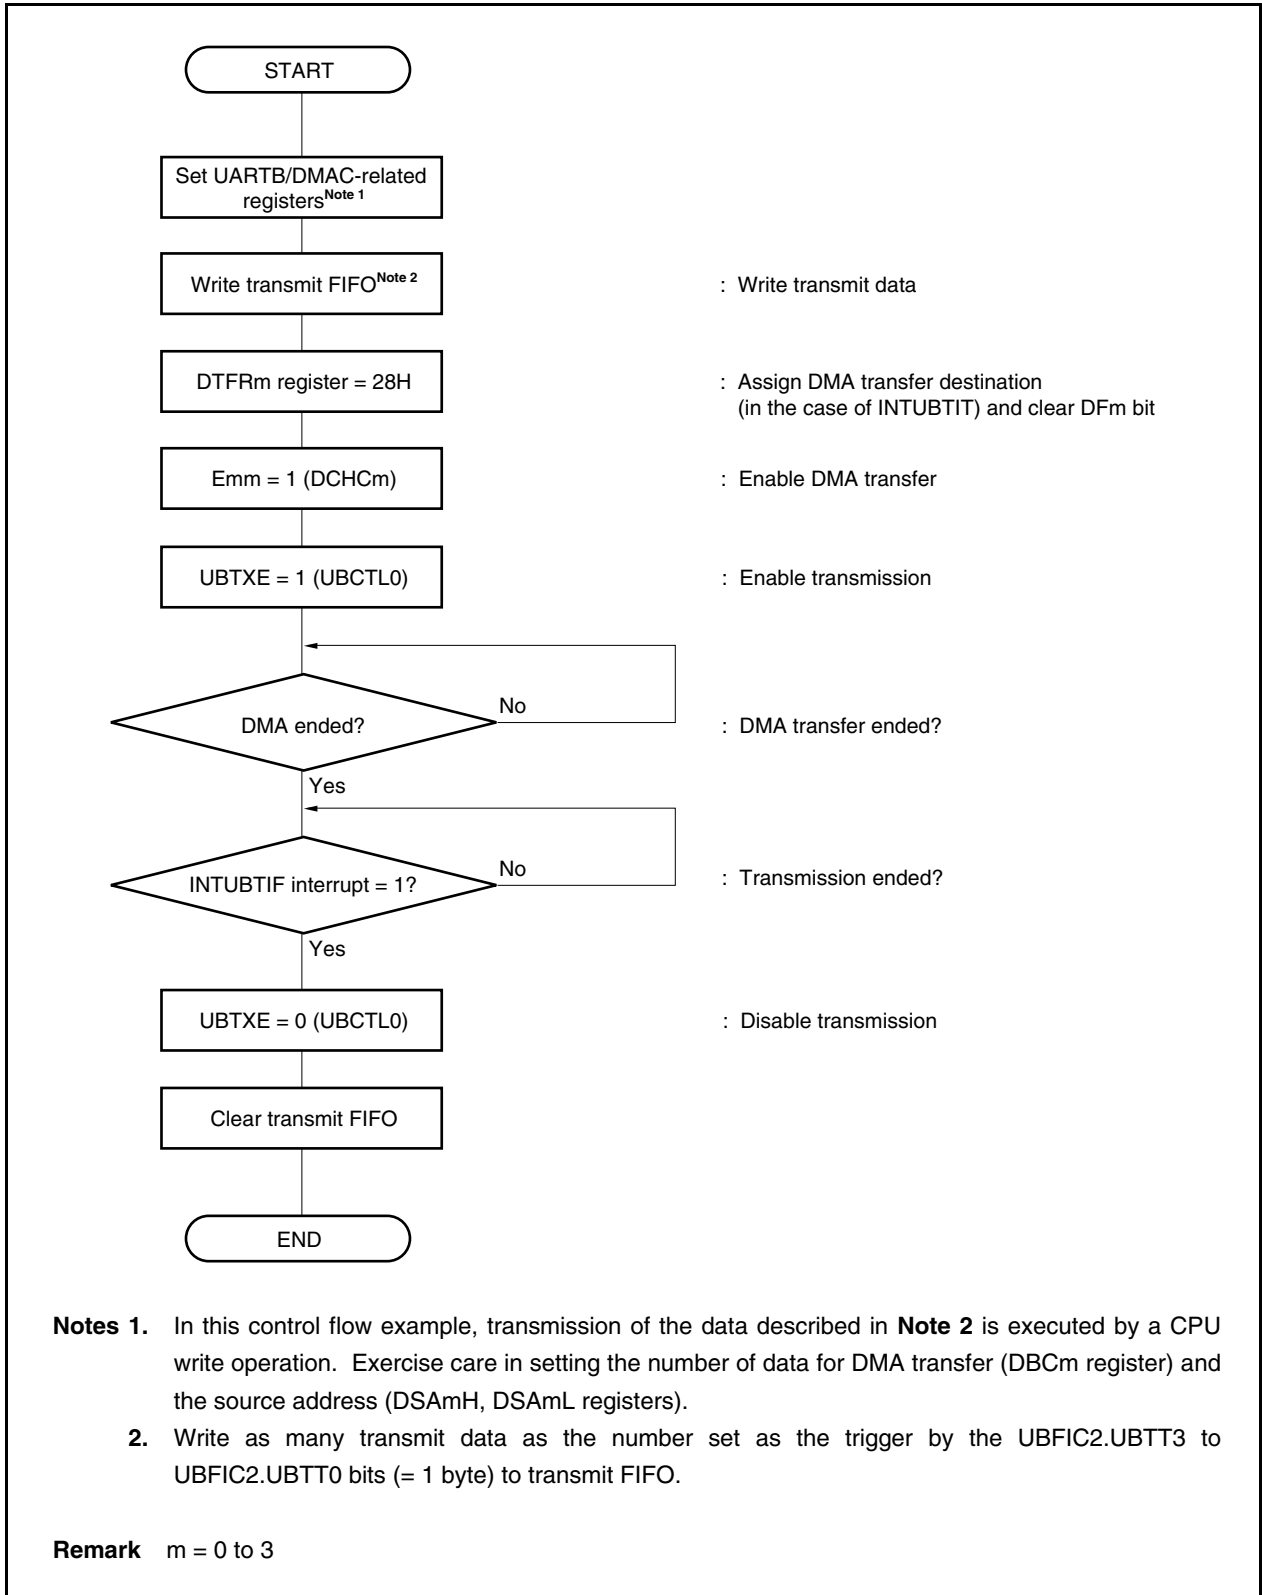 START
Set UARTB/DMAC-related
registersNote 1
Write transmit FIFONote 2
: Write transmit data
DTFRm register = 28H
: Assign DMA transfer destination
(in the case of INTUBTIT) and clear DFm bit
Emm = 1 (DCHCm)
: Enable DMA transfer
UBTXE = 1 (UBCTL0)
: Enable transmission
No
DMA ended?
: DMA transfer ended?
Yes
No
INTUBTIF interrupt = 1?
: Transmission ended?
Yes
UBTXE = 0 (UBCTL0)
: Disable transmission
Clear transmit FIFO
END
Notes 1. In this control flow example, transmission of the data described in Note 2 is executed by a CPU
write operation. Exercise care in setting the number of data for DMA transfer (DBCm register) and
the source address (DSAmH, DSAmL registers).
2. Write as many transmit data as the number set as the trigger by the UBFIC2.UBTT3 to
UBFIC2.UBTT0 bits (= 1 byte) to transmit FIFO.
Remark m = 0 to 3